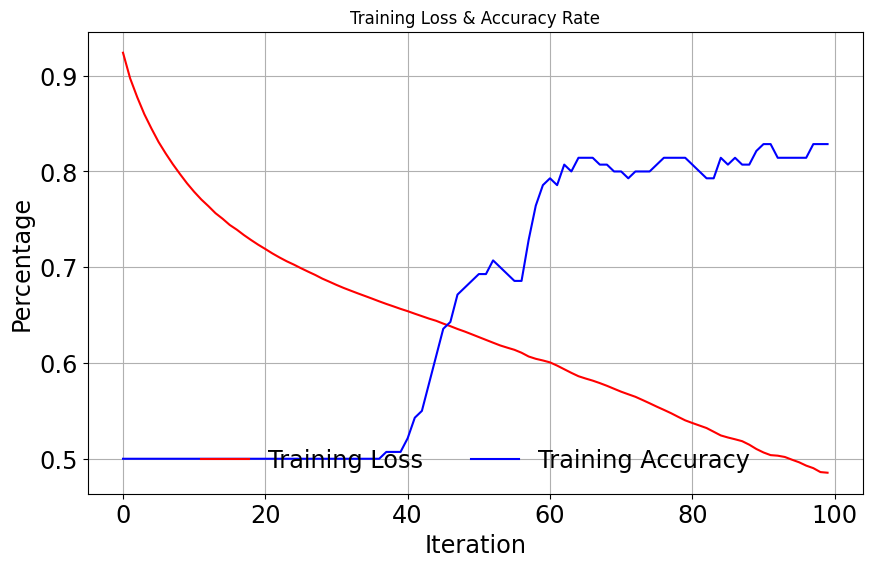 Training Loss & Accuracy Rate
Percentage
0.9
0.8
0.7
0.6
0.5
Training Loss Training Accuracy
0 20 40 60 80 100
Iteration